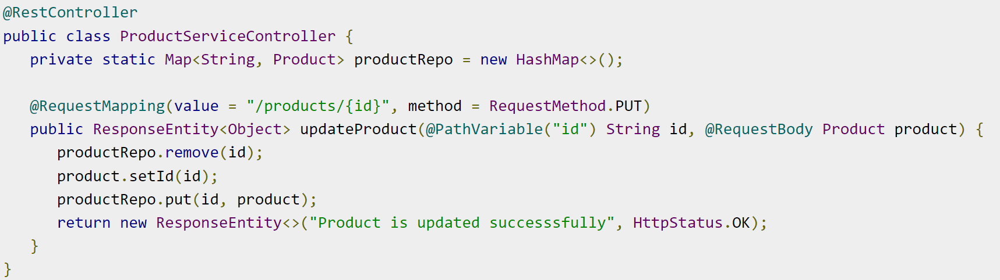 @RestController
public class ProductServiceController {
   private static Map<String, Product> productRepo = new HashMap<>();

   @RequestMapping(value = "/products/{id}", method = RequestMethod.PUT)
   public ResponseEntity<Object> updateProduct(@PathVariable("id") String id, @RequestBody Product product) {
      productRepo.remove(id);
      product.setId(id);
      productRepo.put(id, product);
      return new ResponseEntity<>("Product is updated successsfully", HttpStatus.OK);
   }
}